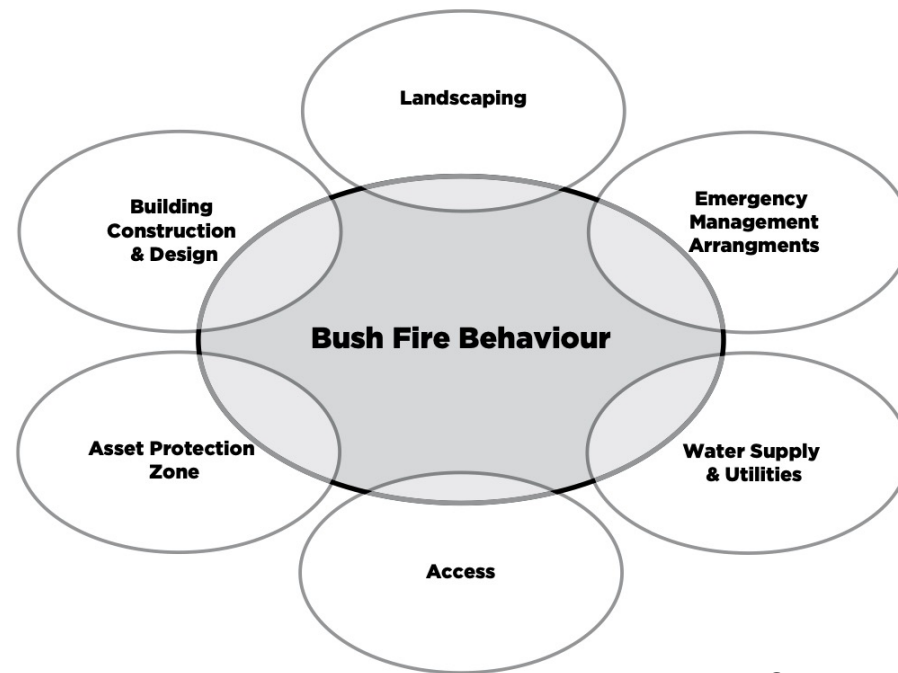 Landscaping
Building
Construction
& Design
Emergency
Management
Arrangments
Bush Fire Behaviour
Asset Protection
Zone
Water Supply
& Utilities
Access